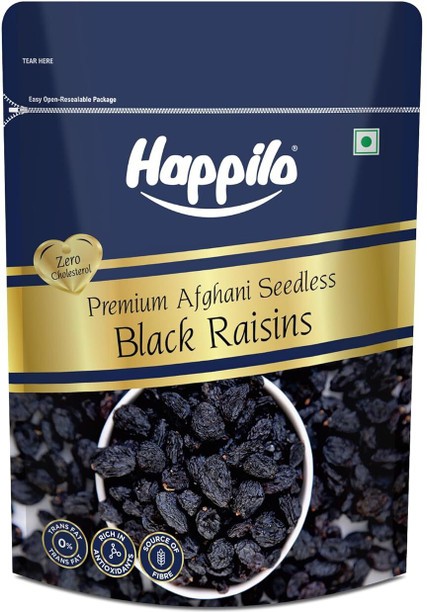 TEAR HERE
Easy Open-Resealable Package
Happilo®
Zero
Cholesterol
Premium Afghani Seedless
Black Raisins
TRANS FAT
0%
TRANS FAT
RICH IN
ANTIOXIDANTS
SOURCE OF
FIBRE